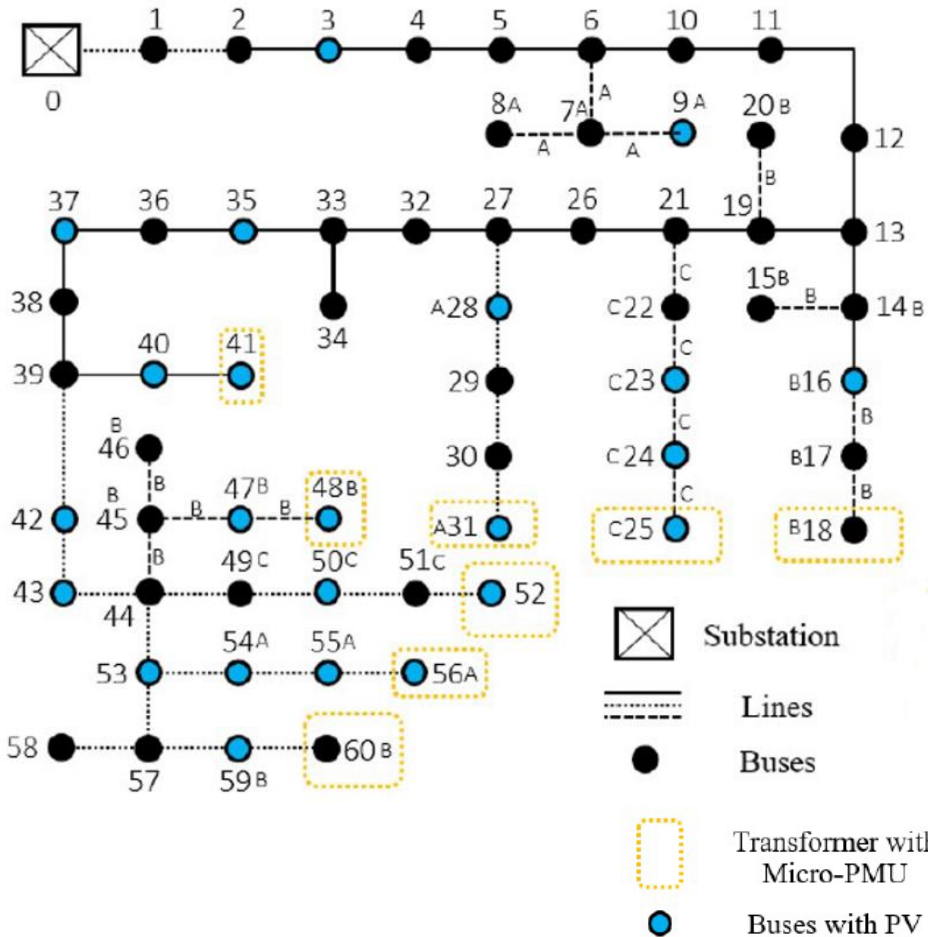 1 2 3 4 5 6 10 11
0
A
8A 7A 9A 20B
A A
12
B
37 36 35 33 32 27 26 21 19
13
C
15B
B
38 A28 C22 14B
34
C
40 41
39 29 C23 B16
C
B
B
46 30 C24 B17
B
C
B
B 47B 48B
42 45 B B A31 C25 B18
B
49C 50C 51C
43 52
44
Substation
54A 55A
53 56A
Lines
58 60B
57 59B
Buses
Transformer with
Micro-PMU
Buses with PV